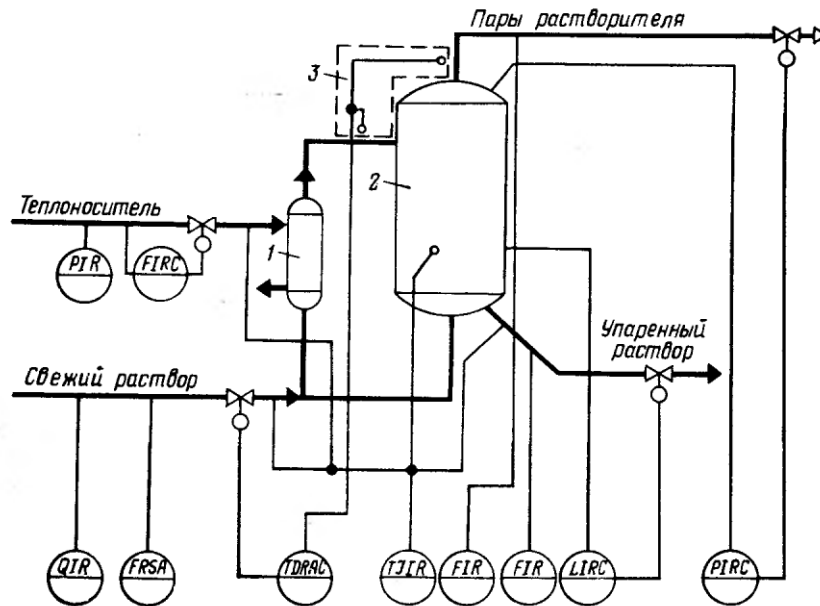 Пары растворителя
3
Теплоноситель
2
1
PIR
FIRC
Упаренный
раствор
Свежий раствор
QIR
FRSA
TDRAC
TJIR
FIR
FIR
LIRC
PIRC